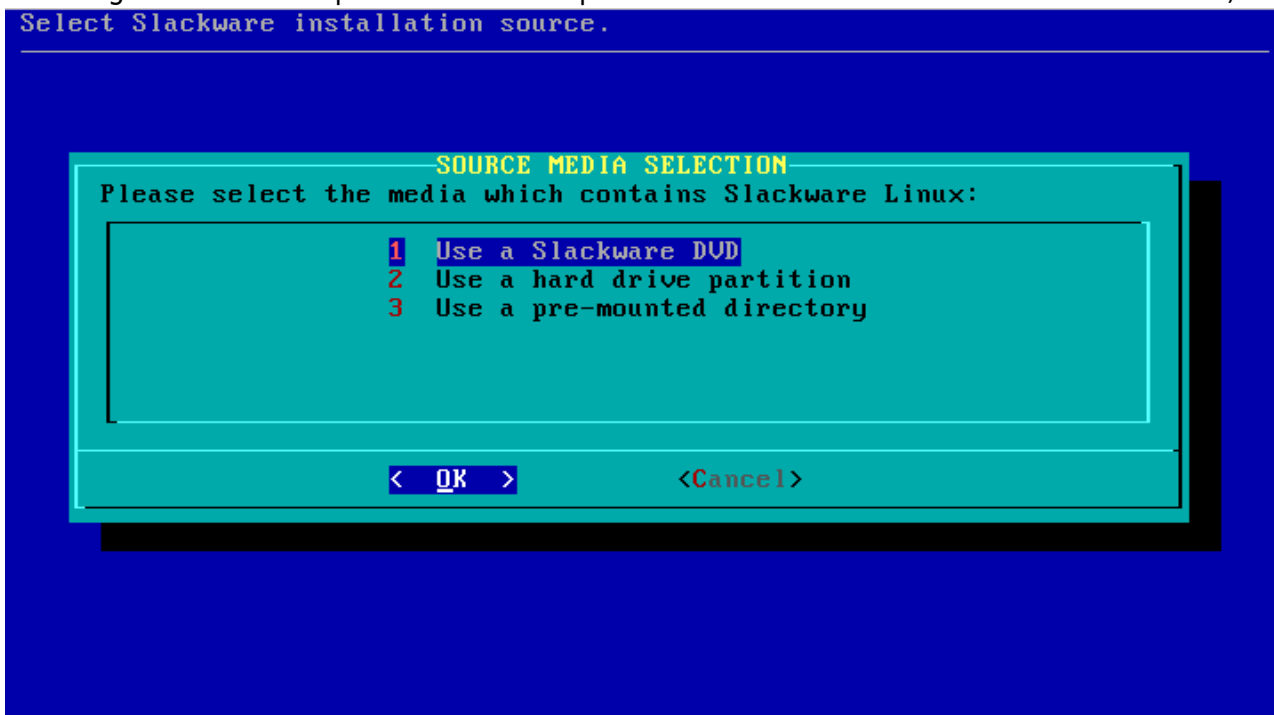 Select Slackware installation source.
SOURCE MEDIA SELECTION
Please select the media which contains Slackware Linux:
1 Use a Slackware DVD
2 Use a hard drive partition
3 Use a pre-mounted directory
< OK > <Cancel>